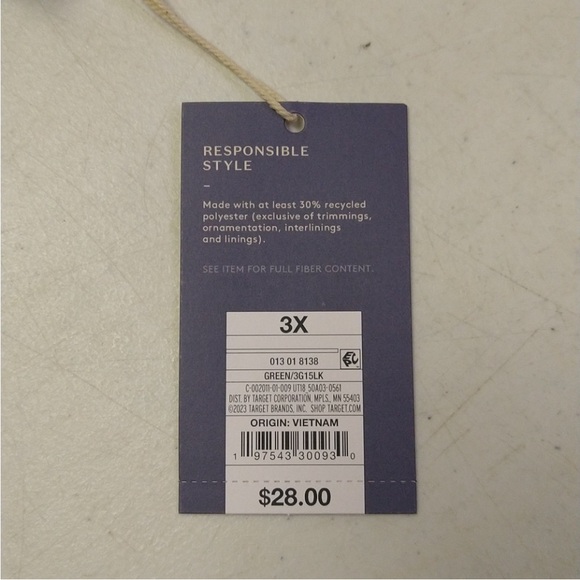 RESPONSIBLE
STYLE
–
Made with at least 30% recycled
polyester (exclusive of trimmings,
ornamentation, interlinings
and linings).
SEE ITEM FOR FULL FIBER CONTENT.
3X
013 01 8138
GREEN/3G15LK
C-002011-01-009 UT18_50A03-0561
DIST. BY TARGET CORPORATION, MPLS., MN 55403
©2023 TARGET BRANDS, INC. SHOP TARGET.COM
ORIGIN: VIETNAM
1 97543 30093 0
$28.00